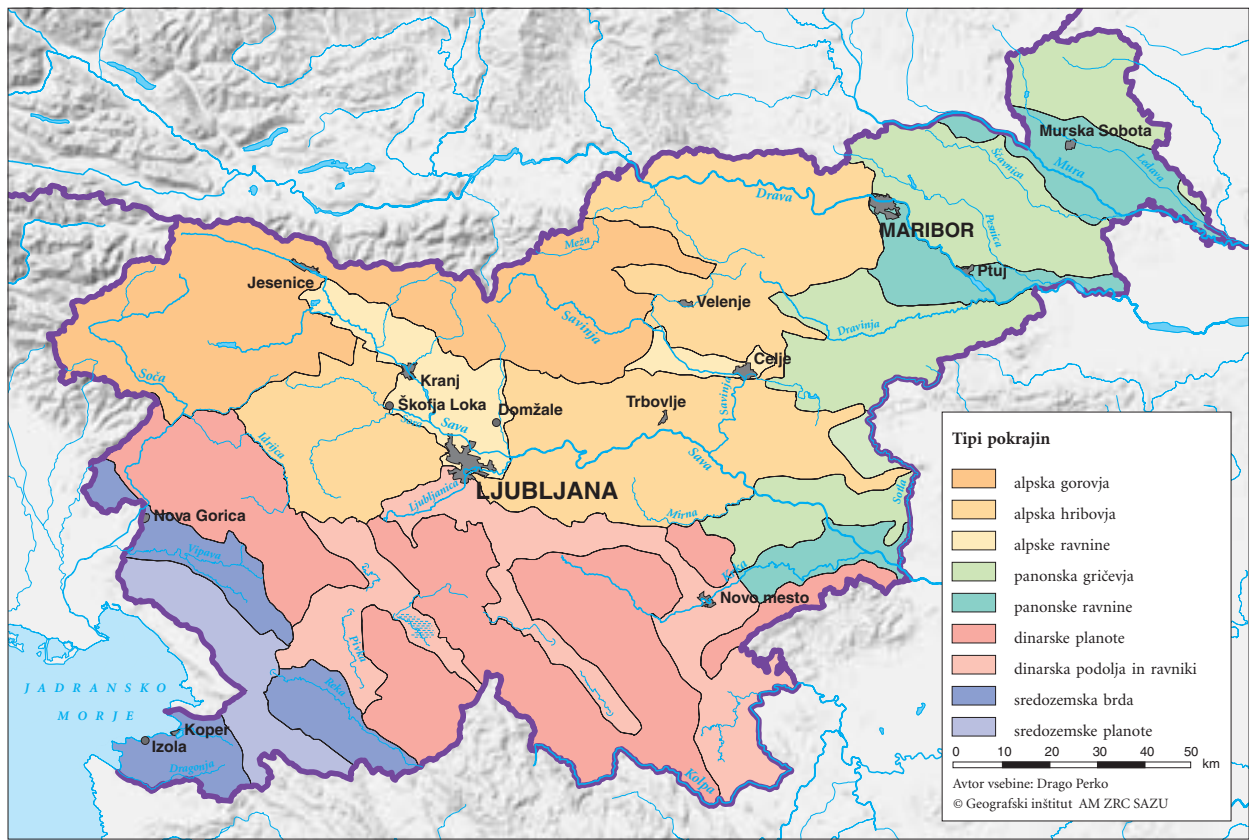 Murska Sobota
Ledava
Ščavnica
Mura
Drava
MARIBOR
Pesnica
Ptuj
Meža
Jesenice
Velenje
Savinja
Dravinja
Soča
Celje
Kranj
Škofja Loka
Domžale
Trbovlje
Savinja
Sava
Idrijca
Sava
Sotla
LJUBLJANA
Ljubljanica
Mirna
Nova Gorica
Vipava
Krka
Novo mesto
Pivka
Reka
JADRANSKO
MORJE
Koper
Izola
Dragonja
Kolpa
Tipi pokrajin
alpska gorovja
alpska hribovja
alpske ravnine
panonska gričevja
panonske ravnine
dinarske planote
dinarska podolja in ravniki
sredozemska brda
sredozemske planote
0 10 20 30 40 50 km
Avtor vsebine: Drago Perko
© Geografski inštitut AM ZRC SAZU